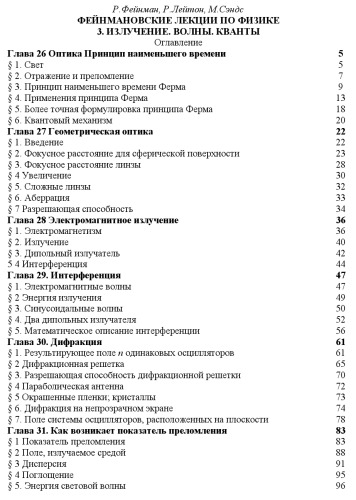 Р.Фейнман, Р.Лейтон, М.Сэндс
ФЕЙНМАНОВСКИЕ ЛЕКЦИИ ПО ФИЗИКЕ
3. ИЗЛУЧЕНИЕ. ВОЛНЫ. КВАНТЫ
Оглавление
Глава 26 Оптика Принцип наименьшего времени 5
§ 1. Свет 5
§ 2. Отражение и преломление 7
§ 3. Принцип наименьшего времени Ферма 9
§ 4. Применения принципа Ферма 13
§ 5. Более точная формулировка принципа Ферма 18
§ 6. Квантовый механизм 20
Глава 27 Геометрическая оптика 22
§ 1. Введение 22
§ 2. Фокусное расстояние для сферической поверхности 23
§ 3. Фокусное расстояние линзы 28
§ 4 Увеличение 30
§ 5. Сложные линзы 32
§ 6. Аберрация 33
§ 7 Разрешающая способность 34
Глава 28 Электромагнитное излучение 36
§ 1. Электромагнетизм 36
§ 2. Излучение 40
§ 3. Дипольный излучатель 42
5 4 Интерференция 44
Глава 29. Интерференция 47
§ 1. Электромагнитные волны 47
§ 2 Энергия излучения 49
§ 3. Синусоидальные волны 50
§ 4. Два дипольных излучателя 52
§ 5. Математическое описание интерференции 56
Глава 30. Дифракция 61
§ 1. Результирующее поле n одинаковых осцилляторов 61
§ 2 Дифракционная решетка 65
§ 3. Разрешающая способность дифракционной решетки 70
§ 4 Параболическая антенна 72
§ 5 Окрашенные пленки; кристаллы 73
§ 6. Дифракция на непрозрачном экране 74
§ 7. Поле системы осцилляторов, расположенных на плоскости 78
Глава 31. Как возникает показатель преломления 83
§ 1 Показатель преломления 83
§ 2 Поле, излучаемое средой 88
§ 3 Дисперсия 91
§ 4 Поглощение 95
§ 5. Энергия световой волны 96